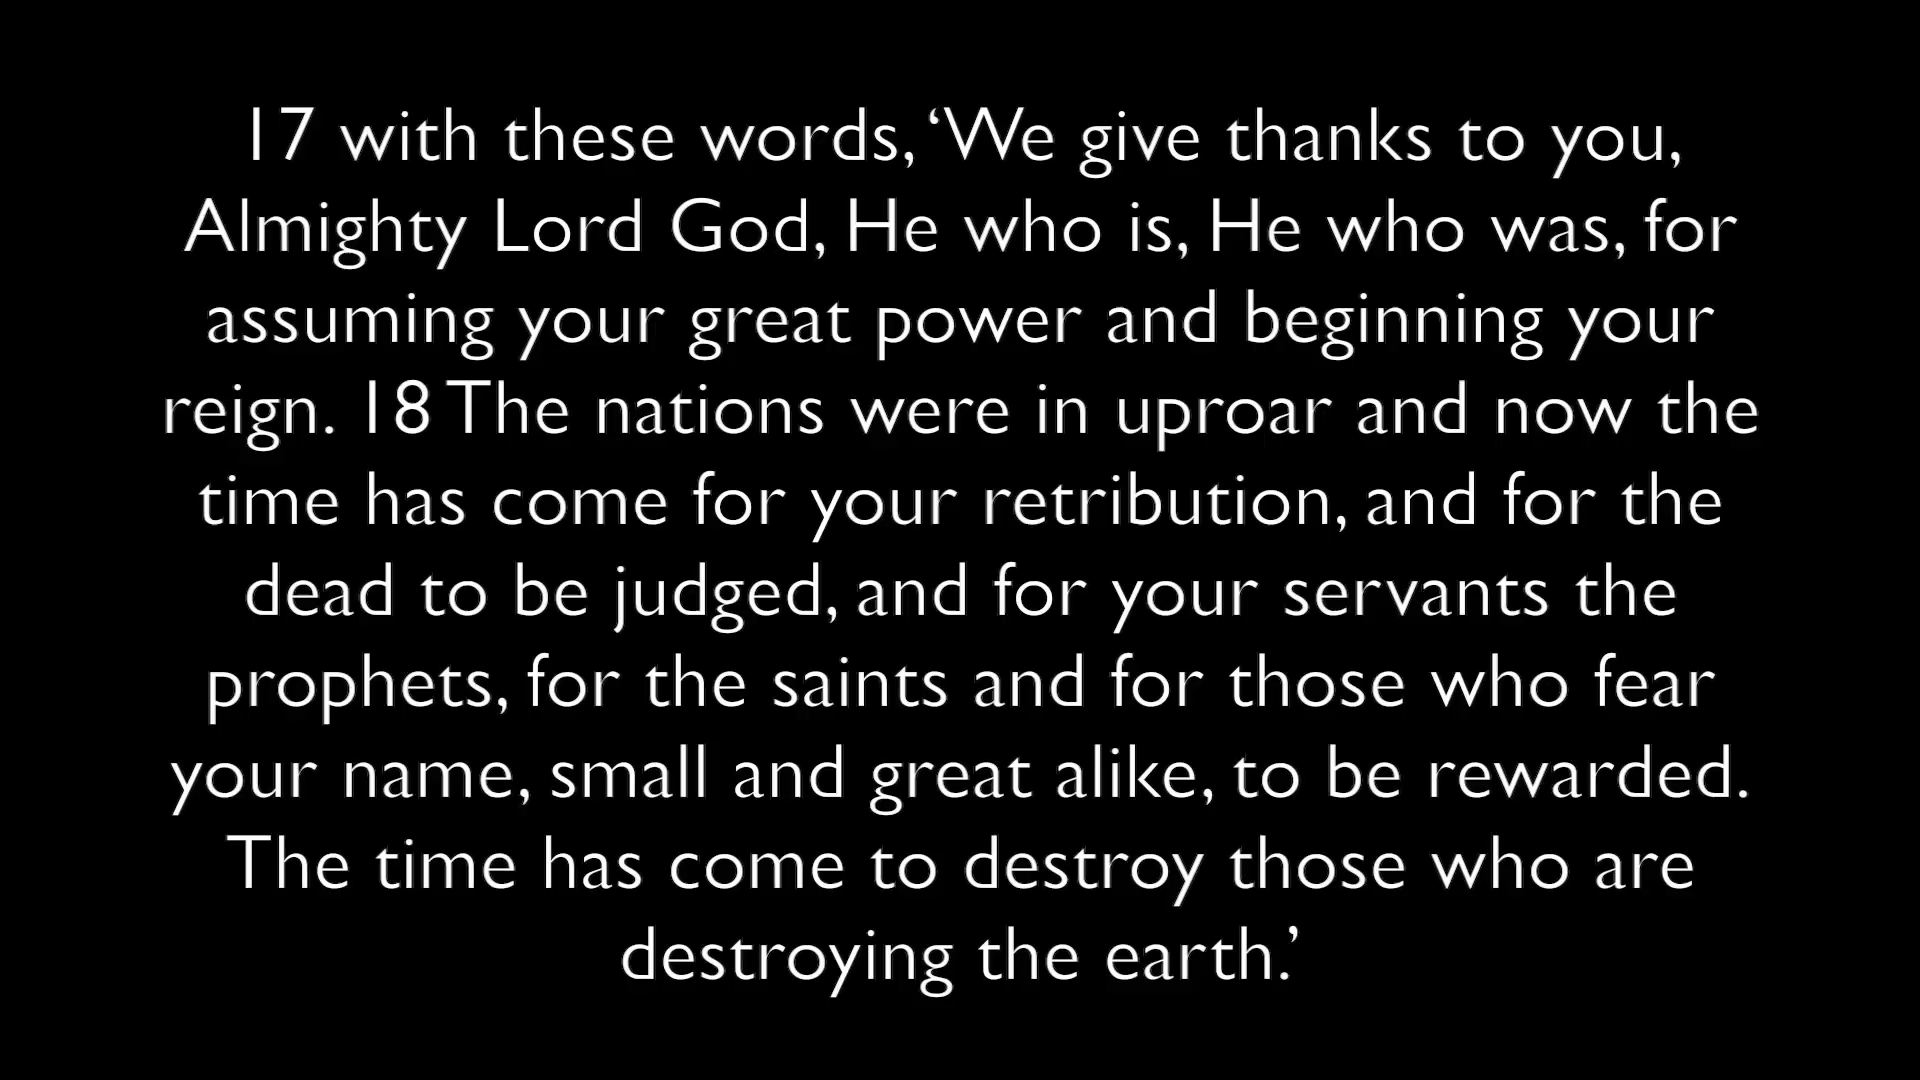 17 with these words, ‘We give thanks to you,
Almighty Lord God, He who is, He who was, for
assuming your great power and beginning your
reign. 18 The nations were in uproar and now the
time has come for your retribution, and for the
dead to be judged, and for your servants the
prophets, for the saints and for those who fear
your name, small and great alike, to be rewarded.
The time has come to destroy those who are
destroying the earth.’